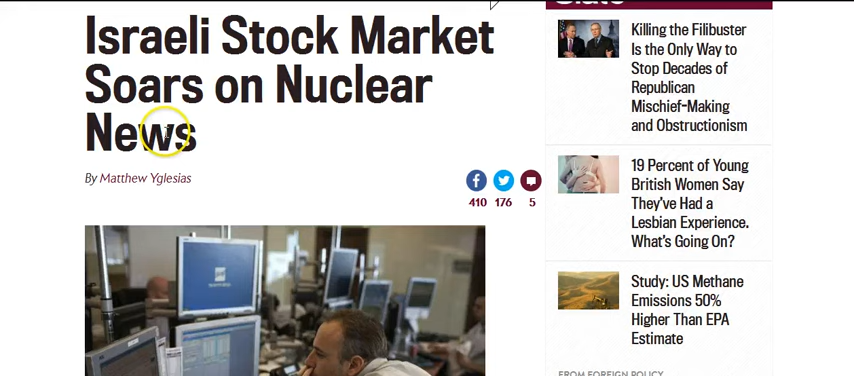 Israeli Stock Market
Soars on Nuclear
News
By Matthew Yglesias
410 176 5
Slate
Killing the Filibuster
Is the Only Way to
Stop Decades of
Republican
Mischief-Making
and Obstructionism
19 Percent of Young
British Women Say
They've Had a
Lesbian Experience.
What's Going On?
Study: US Methane
Emissions 50%
Higher Than EPA
Estimate
FROM FOREIGN POLICY